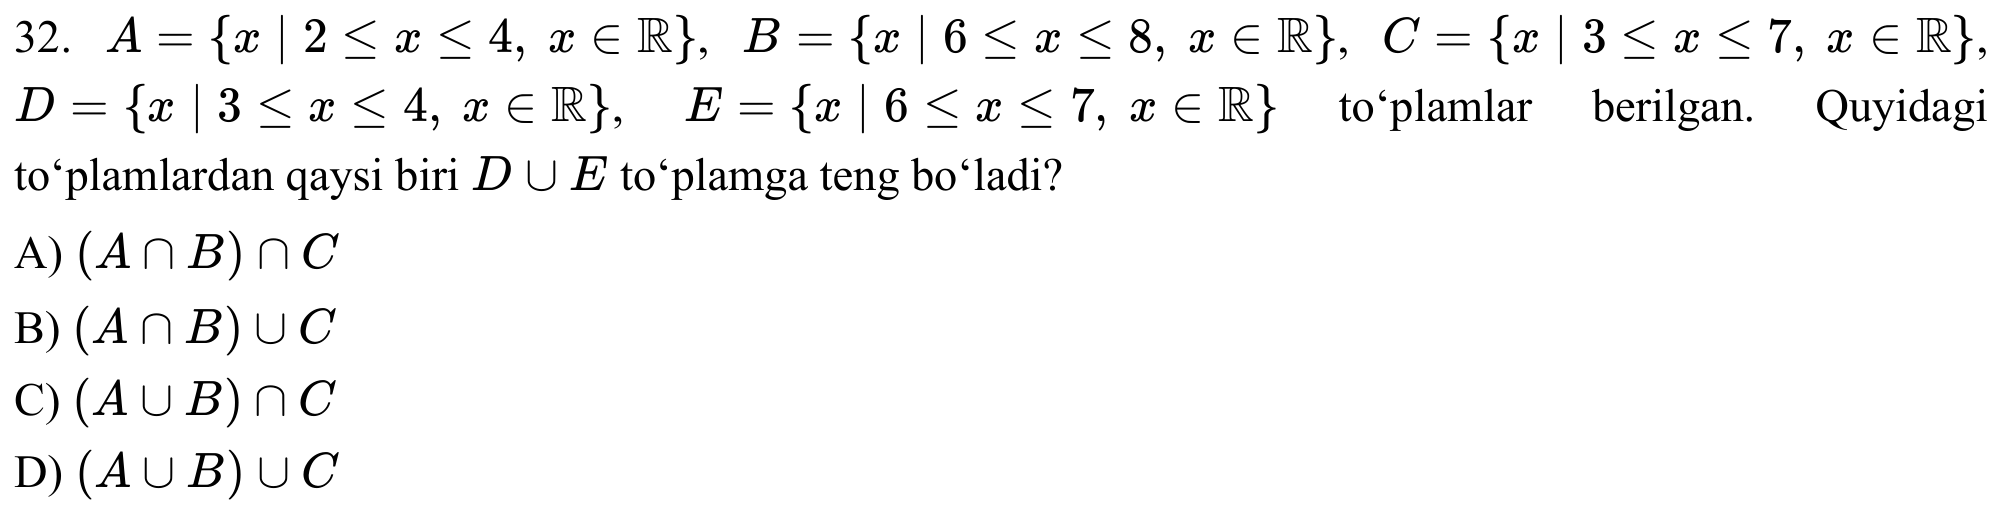 32. A = {x | 2 ≤ x ≤ 4, x ∈ ℝ}, B = {x | 6 ≤ x ≤ 8, x ∈ ℝ}, C = {x | 3 ≤ x ≤ 7, x ∈ ℝ},
D = {x | 3 ≤ x ≤ 4, x ∈ ℝ}, E = {x | 6 ≤ x ≤ 7, x ∈ ℝ} to‘plamlar berilgan. Quyidagi
to‘plamlardan qaysi biri D ∪ E to‘plamga teng bo‘ladi?
A) (A ∩ B) ∩ C
B) (A ∩ B) ∪ C
C) (A ∪ B) ∩ C
D) (A ∪ B) ∪ C